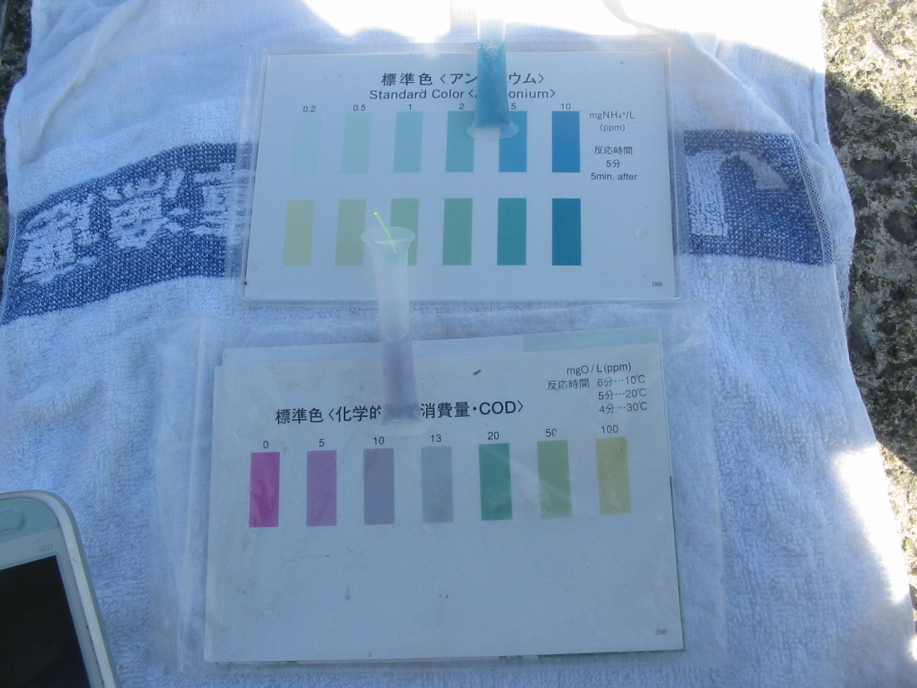 標準色〈アン ウム〉
Standard Color〈 onium〉
0.2 0.5 1 2 5 10
mgNH₄⁺/L
(ppm)
反応時間
5分
5min. after
mgO/L(ppm)
反応時間 6分…10℃
5分…20℃
4分…30℃
標準色〈化学的 消費量・COD〉
0 5 10 13 20 50 100